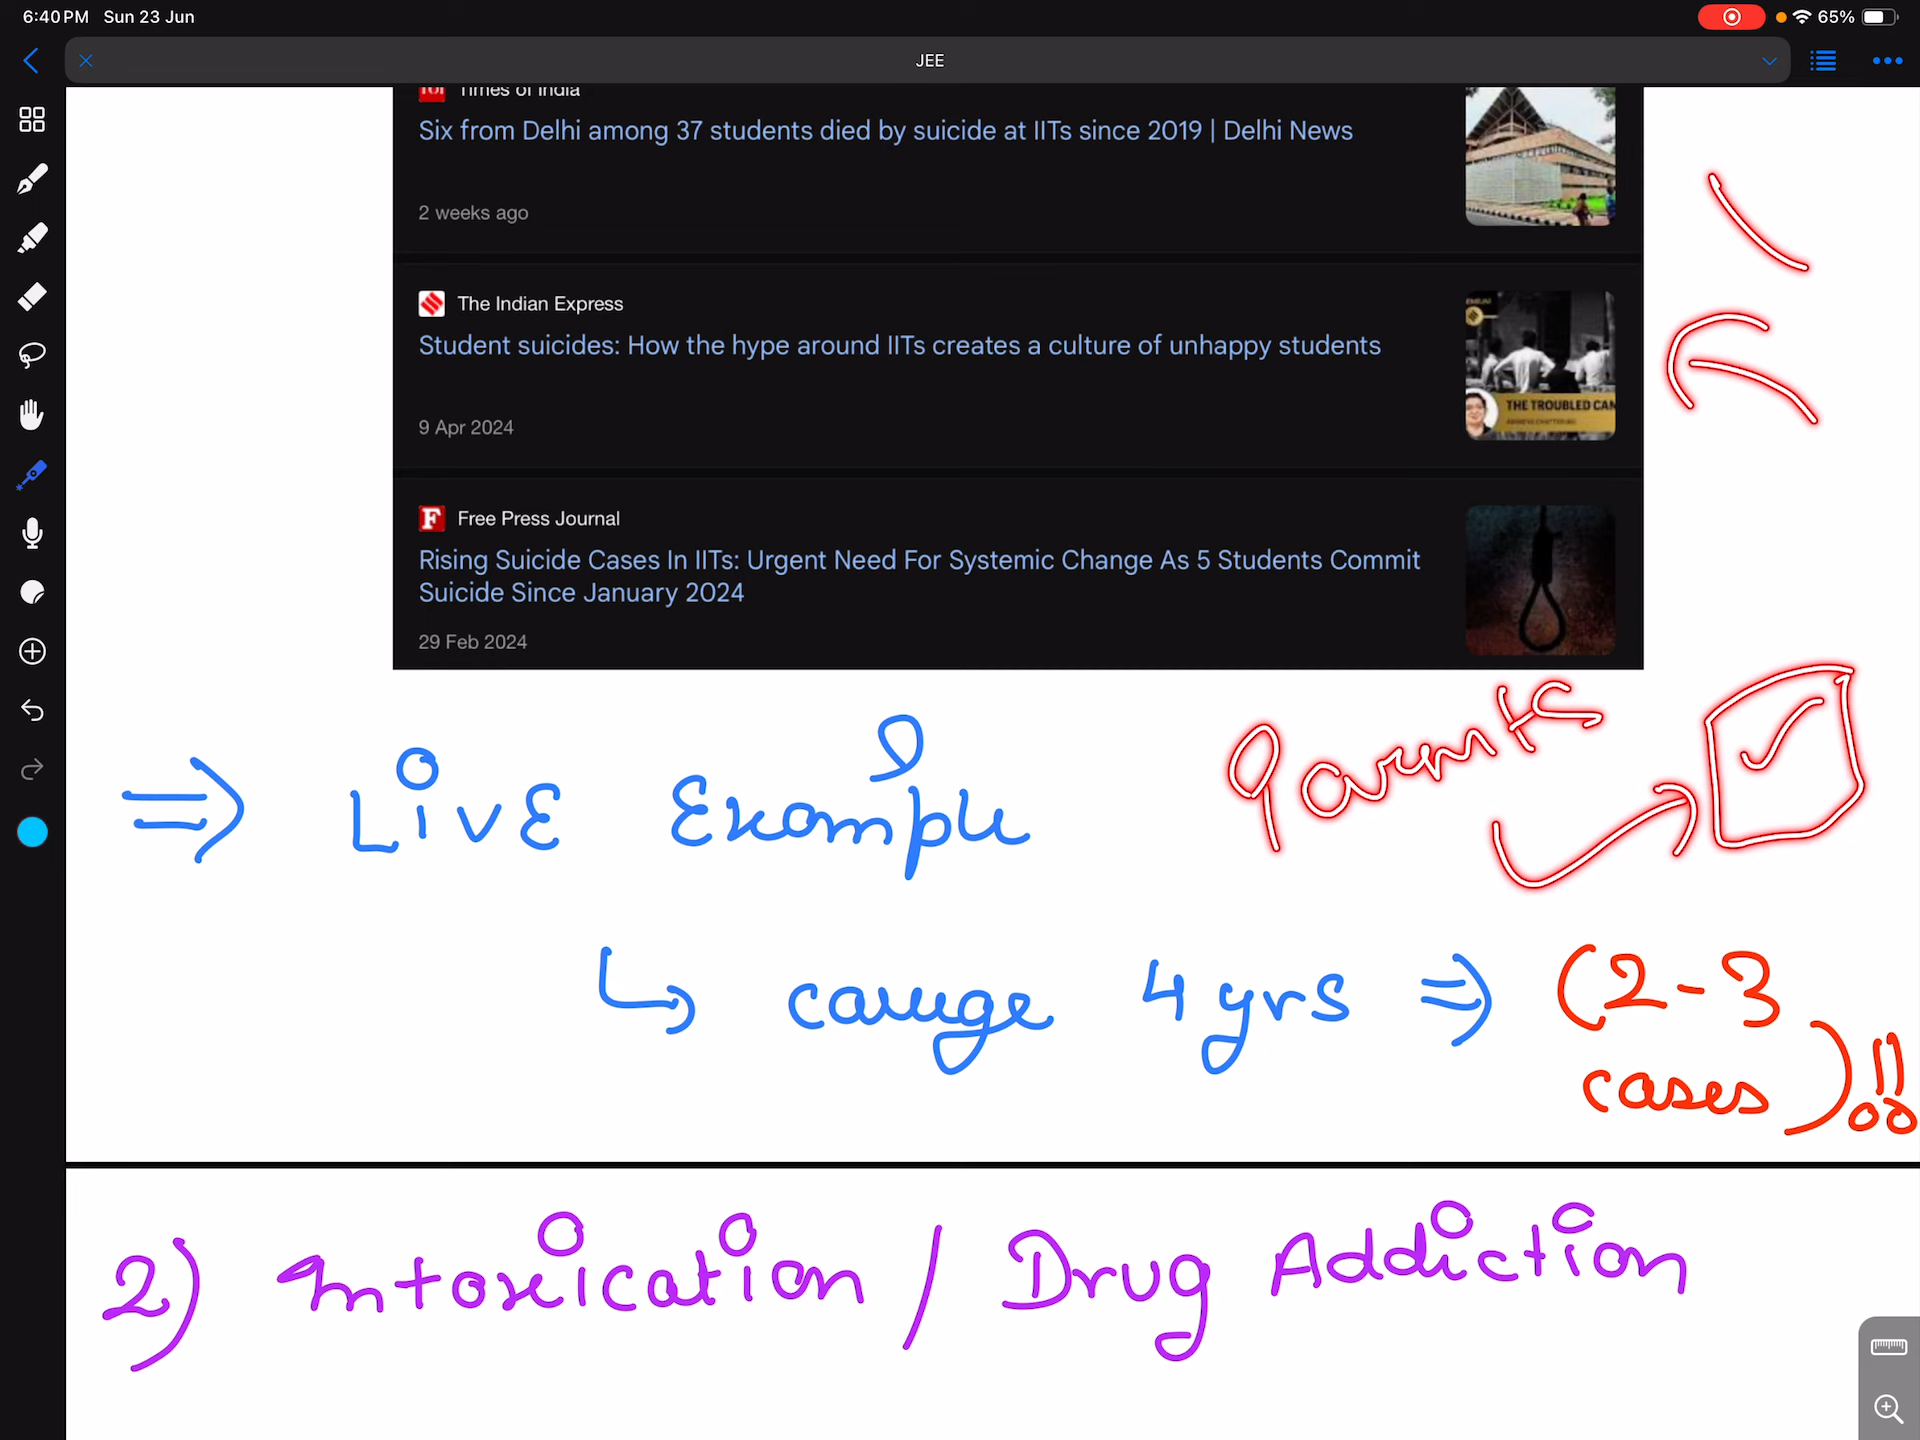 6:40 PM Sun 23 Jun
65%
JEE
TOI Times of India
Six from Delhi among 37 students died by suicide at IITs since 2019 | Delhi News
2 weeks ago
The Indian Express
Student suicides: How the hype around IITs creates a culture of unhappy students
THE TROUBLED CAM
9 Apr 2024
F Free Press Journal
Rising Suicide Cases In IITs: Urgent Need For Systemic Change As 5 Students Commit
Suicide Since January 2024
29 Feb 2024
Parents
⇒ Live Example
↳ college 4 yrs ⇒ (2-3
cases)!!
2) Intoxication / Drug Addiction